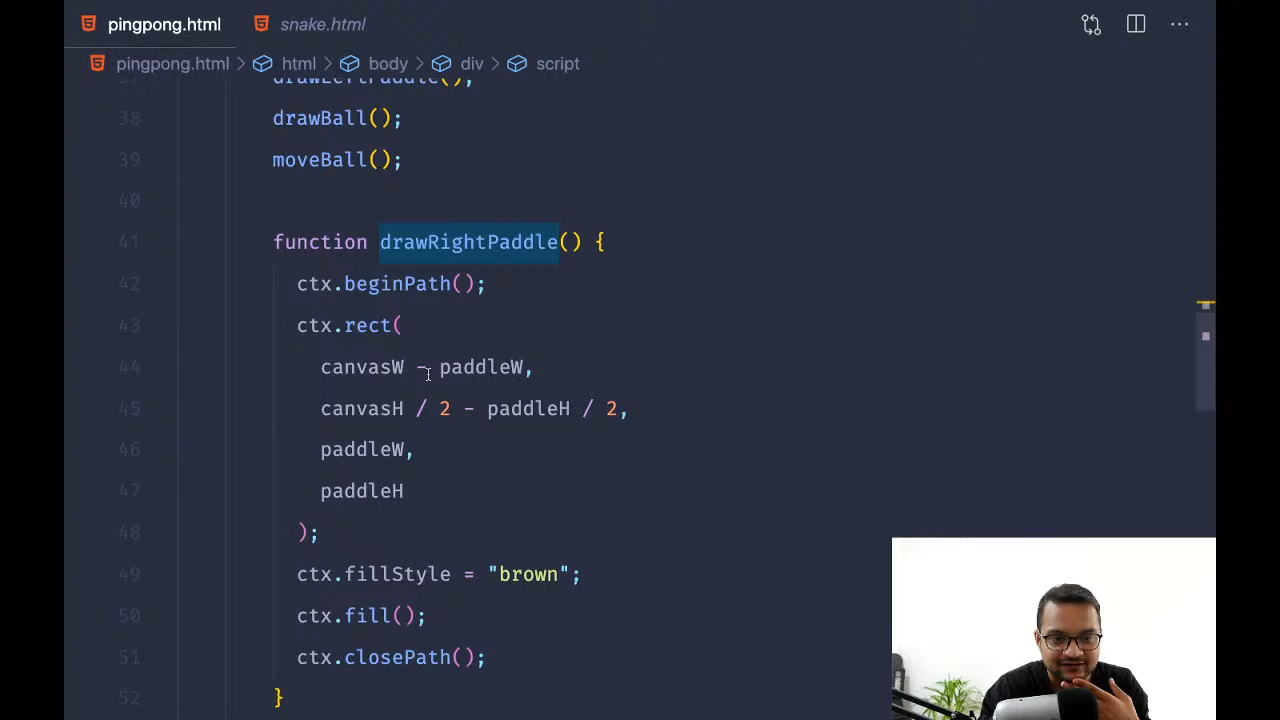 pingpong.html snake.html
pingpong.html > html > body > div > script
drawLeftPaddle();
38 drawBall();
39 moveBall();
40
41 function drawRightPaddle() {
42 ctx.beginPath();
43 ctx.rect(
44 canvasW - paddleW,
45 canvasH / 2 - paddleH / 2,
46 paddleW,
47 paddleH
48 );
49 ctx.fillStyle = "brown";
50 ctx.fill();
51 ctx.closePath();
52 }